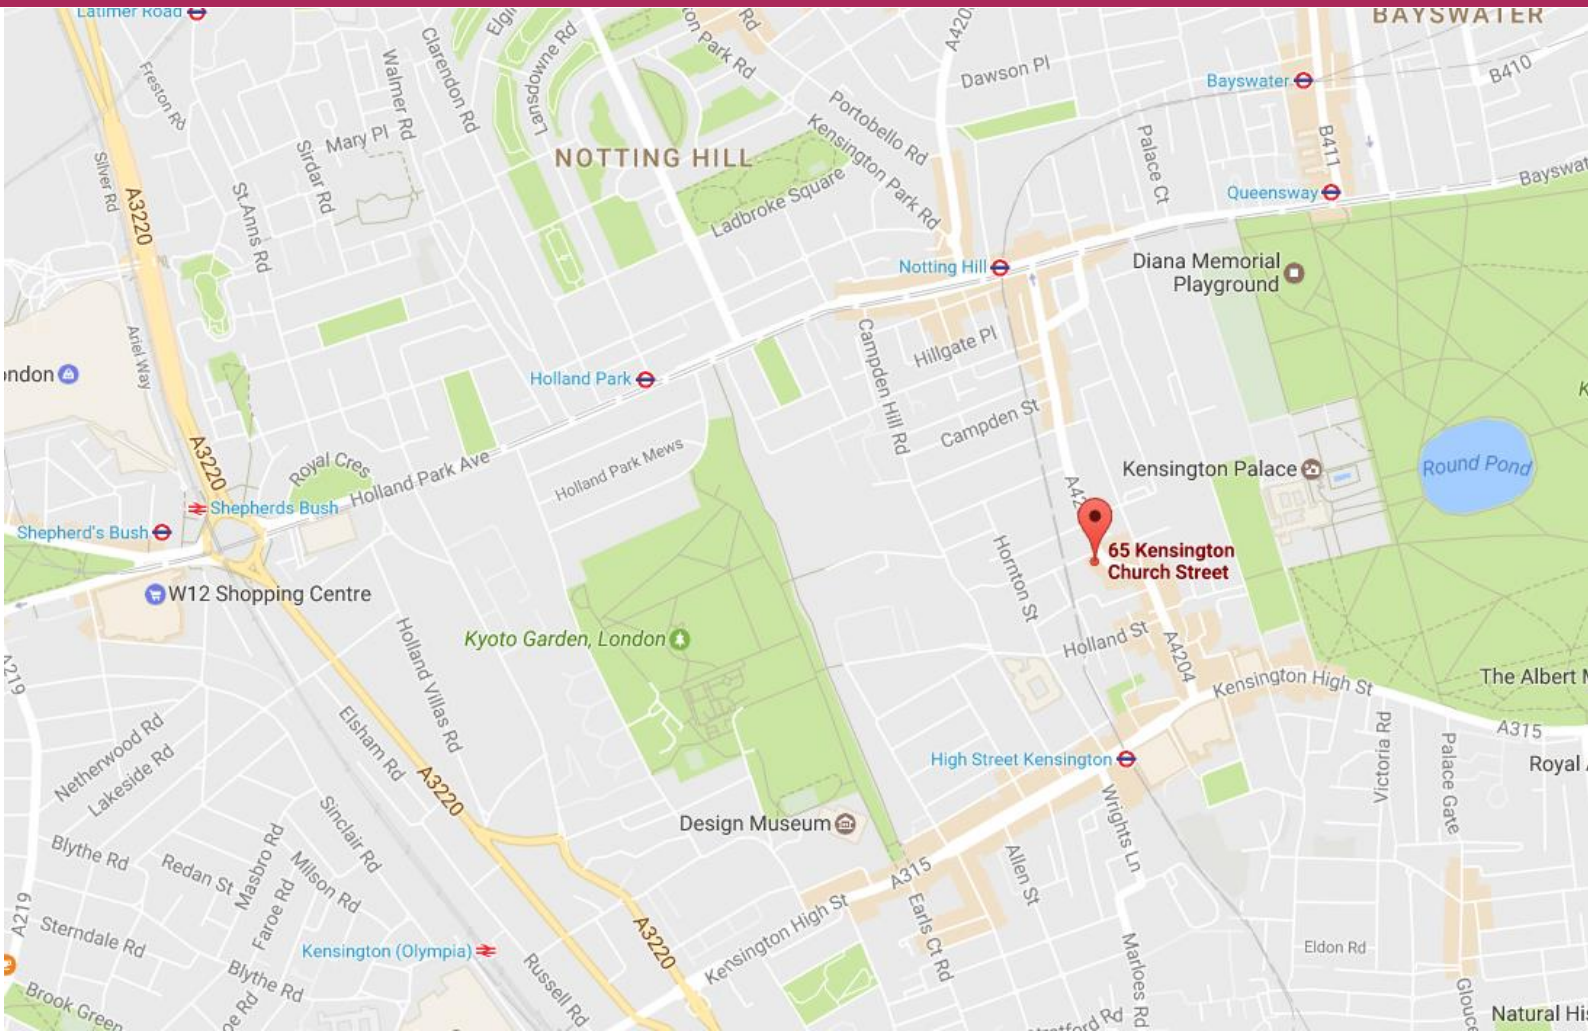 Latimer Road
BAYSWATER
Freston Rd
Walmer Rd
Clarendon Rd
Lansdowne Rd
Park Rd
Rd
Dawson Pl
Bayswater
B410
Silver Rd
Mary Pl
Sirdar Rd
NOTTING HILL
Portobello Rd
Kensington Park Rd
Palace Ct
B411
A3220
St.Anns Rd
Ladbroke Square
Queensway
Notting Hill
Diana Memorial
Playground
Ariel Way
Holland Park
Campden Hill Rd
Hillgate Pl
Campden St
A3220
Royal Cres
Holland Park Ave
Holland Park Mews
Kensington Palace
Round Pond
Shepherds Bush
Shepherd's Bush
65 Kensington
Church Street
W12 Shopping Centre
Hornton St
Kyoto Garden, London
Holland St
A4204
Holland Villas Rd
Kensington High St
The Albert
A219
Elsham Rd
Netherwood Rd
Lakeside Rd
A3220
High Street Kensington
Victoria Rd
Palace Gate
A315
Royal
Design Museum
Sinclair Rd
Wrights Ln
Blythe Rd
Redan St
Masbro Rd
Milson Rd
Faroe Rd
A315
Allen St
A219
Sterndale Rd
Kensington (Olympia)
A3220
Kensington High St
Earls Ct Rd
Marloes Rd
Eldon Rd
Blythe Rd
Russell Rd
Brook Green
Rd
Natural